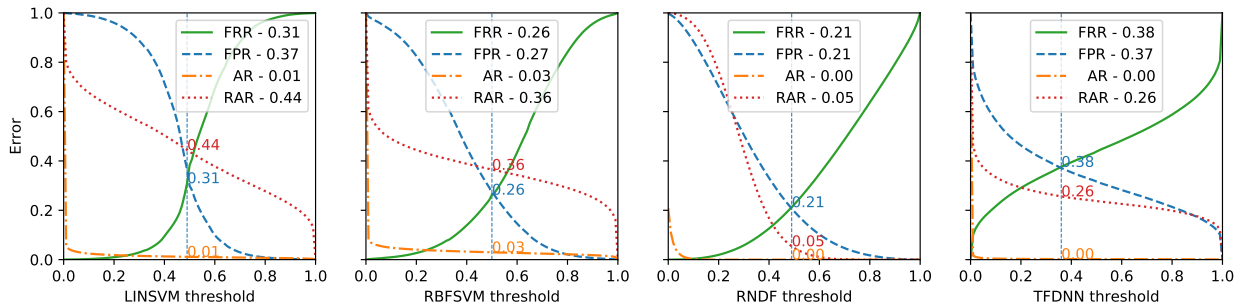 Error
1.0
0.8
0.6
0.4
0.2
0.0
FRR - 0.31
FPR - 0.37
AR - 0.01
RAR - 0.44
0.44
0.31
0.01
0.0 0.2 0.4 0.6 0.8 1.0
LINSVM threshold
FRR - 0.26
FPR - 0.27
AR - 0.03
RAR - 0.36
0.36
0.26
0.03
0.0 0.2 0.4 0.6 0.8 1.0
RBFSVM threshold
FRR - 0.21
FPR - 0.21
AR - 0.00
RAR - 0.05
0.21
0.05
0.00
0.0 0.2 0.4 0.6 0.8 1.0
RNDF threshold
FRR - 0.38
FPR - 0.37
AR - 0.00
RAR - 0.26
0.38
0.26
0.00
0.0 0.2 0.4 0.6 0.8 1.0
TFDNN threshold